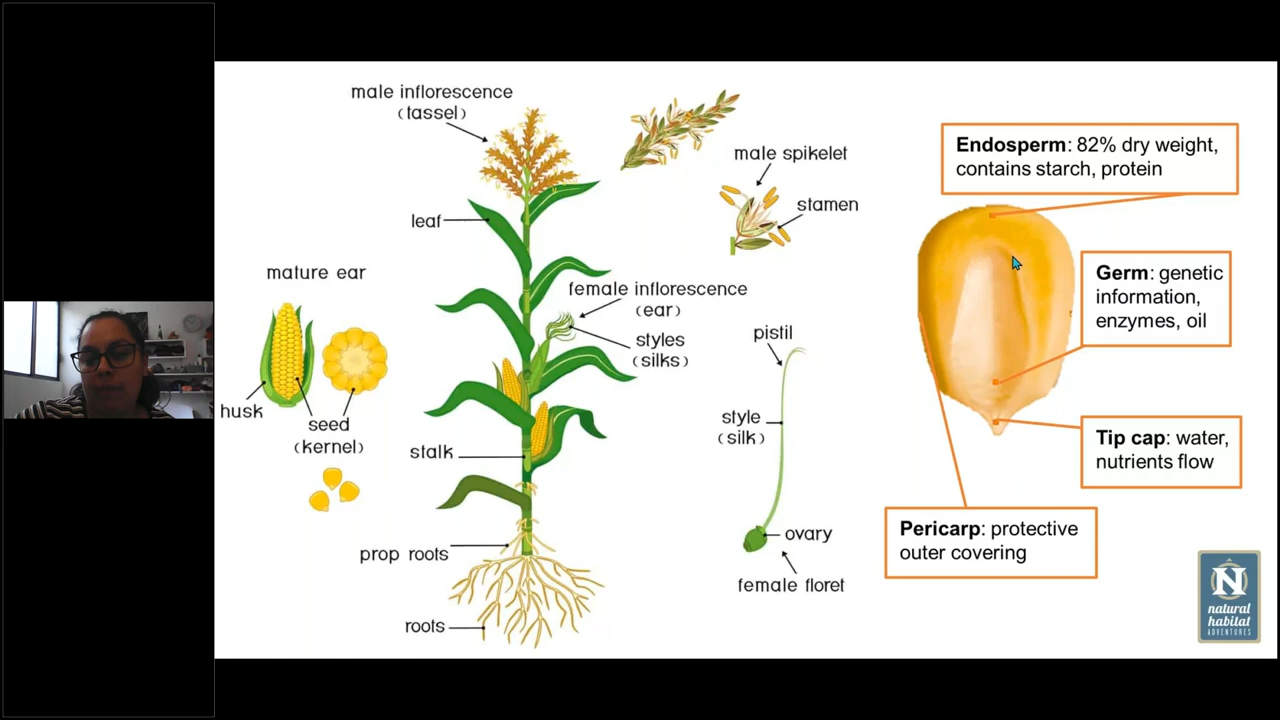 male inflorescence
(tassel)
male spikelet
stamen
leaf
mature ear
female inflorescence
(ear)
styles
(silks)
pistil
husk
seed
(kernel)
style
(silk)
stalk
ovary
prop roots
female floret
roots
Endosperm: 82% dry weight,
contains starch, protein
Germ: genetic
information,
enzymes, oil
Tip cap: water,
nutrients flow
Pericarp: protective
outer covering
N
natural
habitat
ADVENTURES